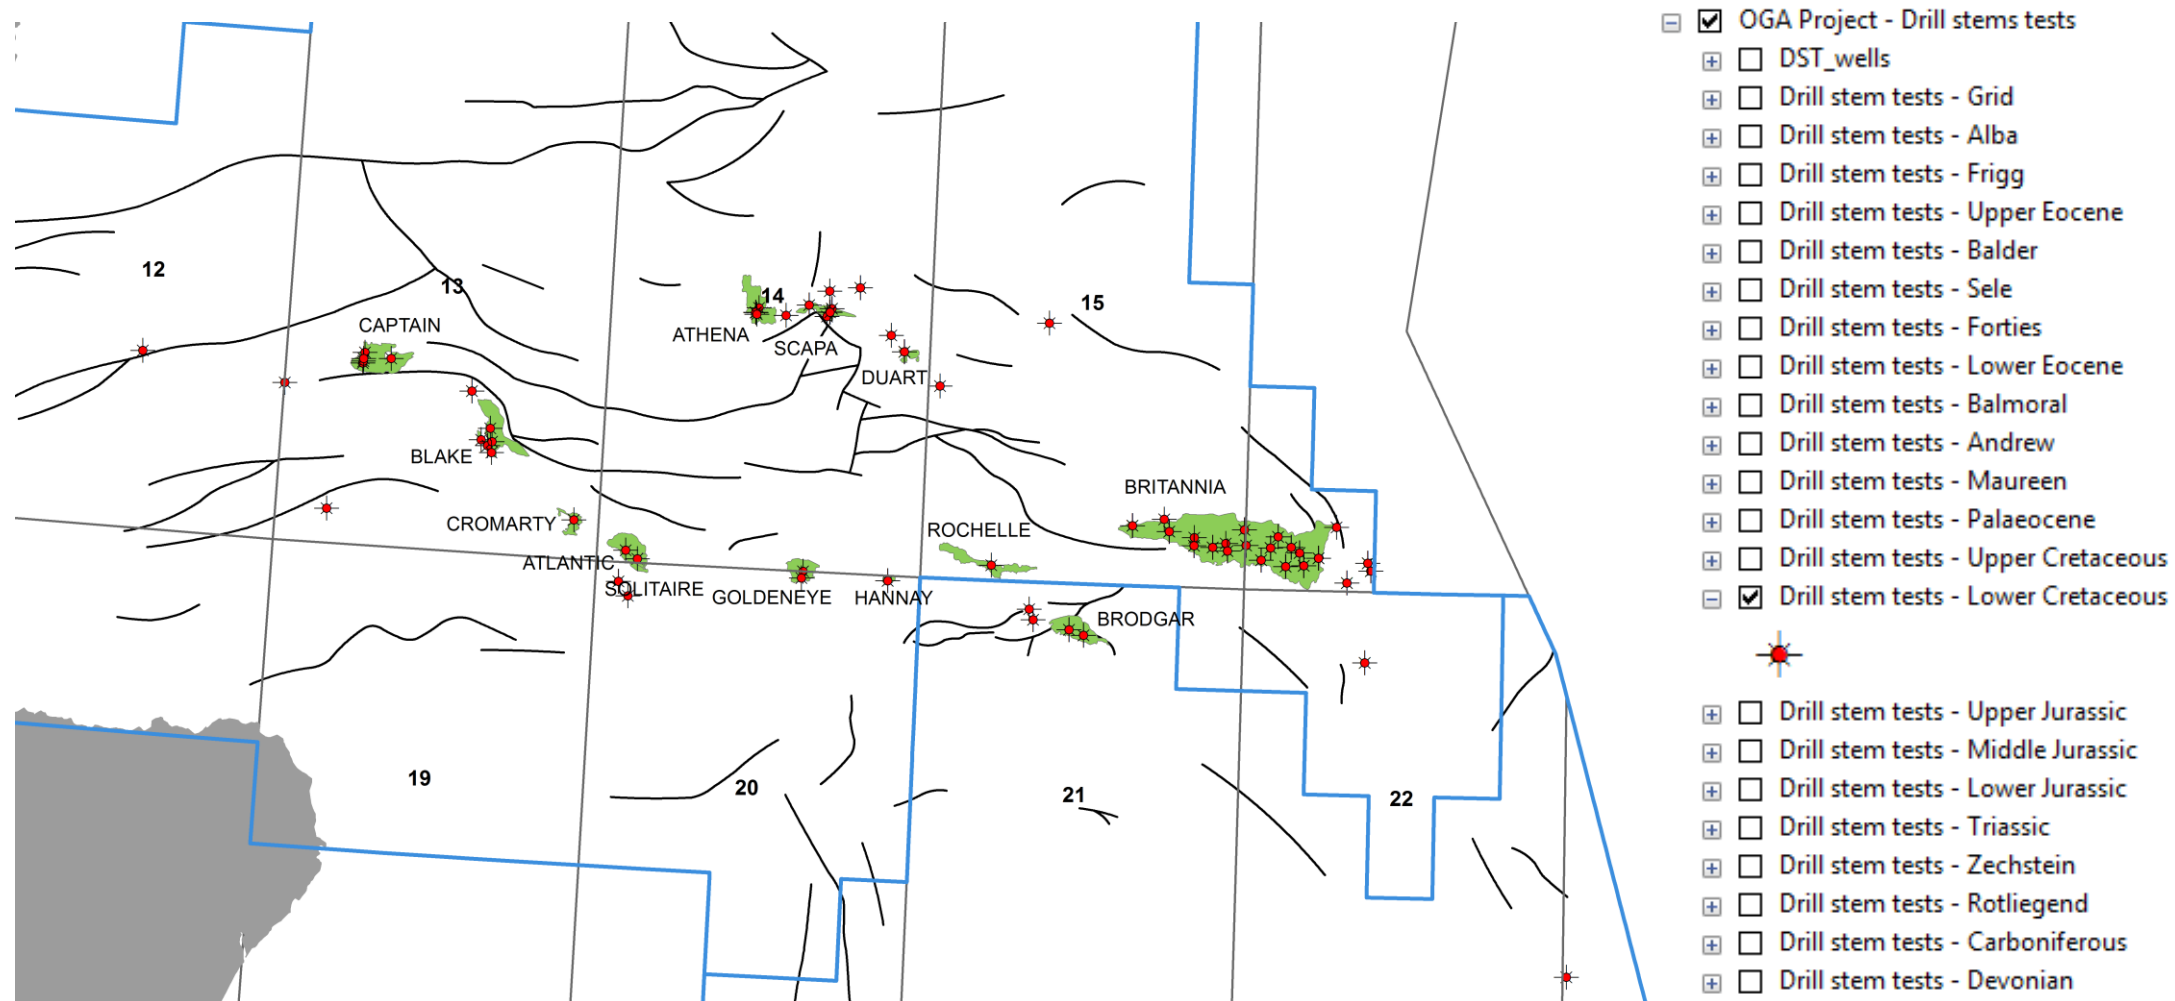 12
13
14
15
CAPTAIN
ATHENA
SCAPA
DUART
BLAKE
BRITANNIA
CROMARTY
ROCHELLE
ATLANTIC
SOLITAIRE
GOLDENEYE
HANNAY
BRODGAR
19
20
21
22
OGA Project - Drill stems tests
DST_wells
Drill stem tests - Grid
Drill stem tests - Alba
Drill stem tests - Frigg
Drill stem tests - Upper Eocene
Drill stem tests - Balder
Drill stem tests - Sele
Drill stem tests - Forties
Drill stem tests - Lower Eocene
Drill stem tests - Balmoral
Drill stem tests - Andrew
Drill stem tests - Maureen
Drill stem tests - Palaeocene
Drill stem tests - Upper Cretaceous
Drill stem tests - Lower Cretaceous
Drill stem tests - Upper Jurassic
Drill stem tests - Middle Jurassic
Drill stem tests - Lower Jurassic
Drill stem tests - Triassic
Drill stem tests - Zechstein
Drill stem tests - Rotliegend
Drill stem tests - Carboniferous
Drill stem tests - Devonian